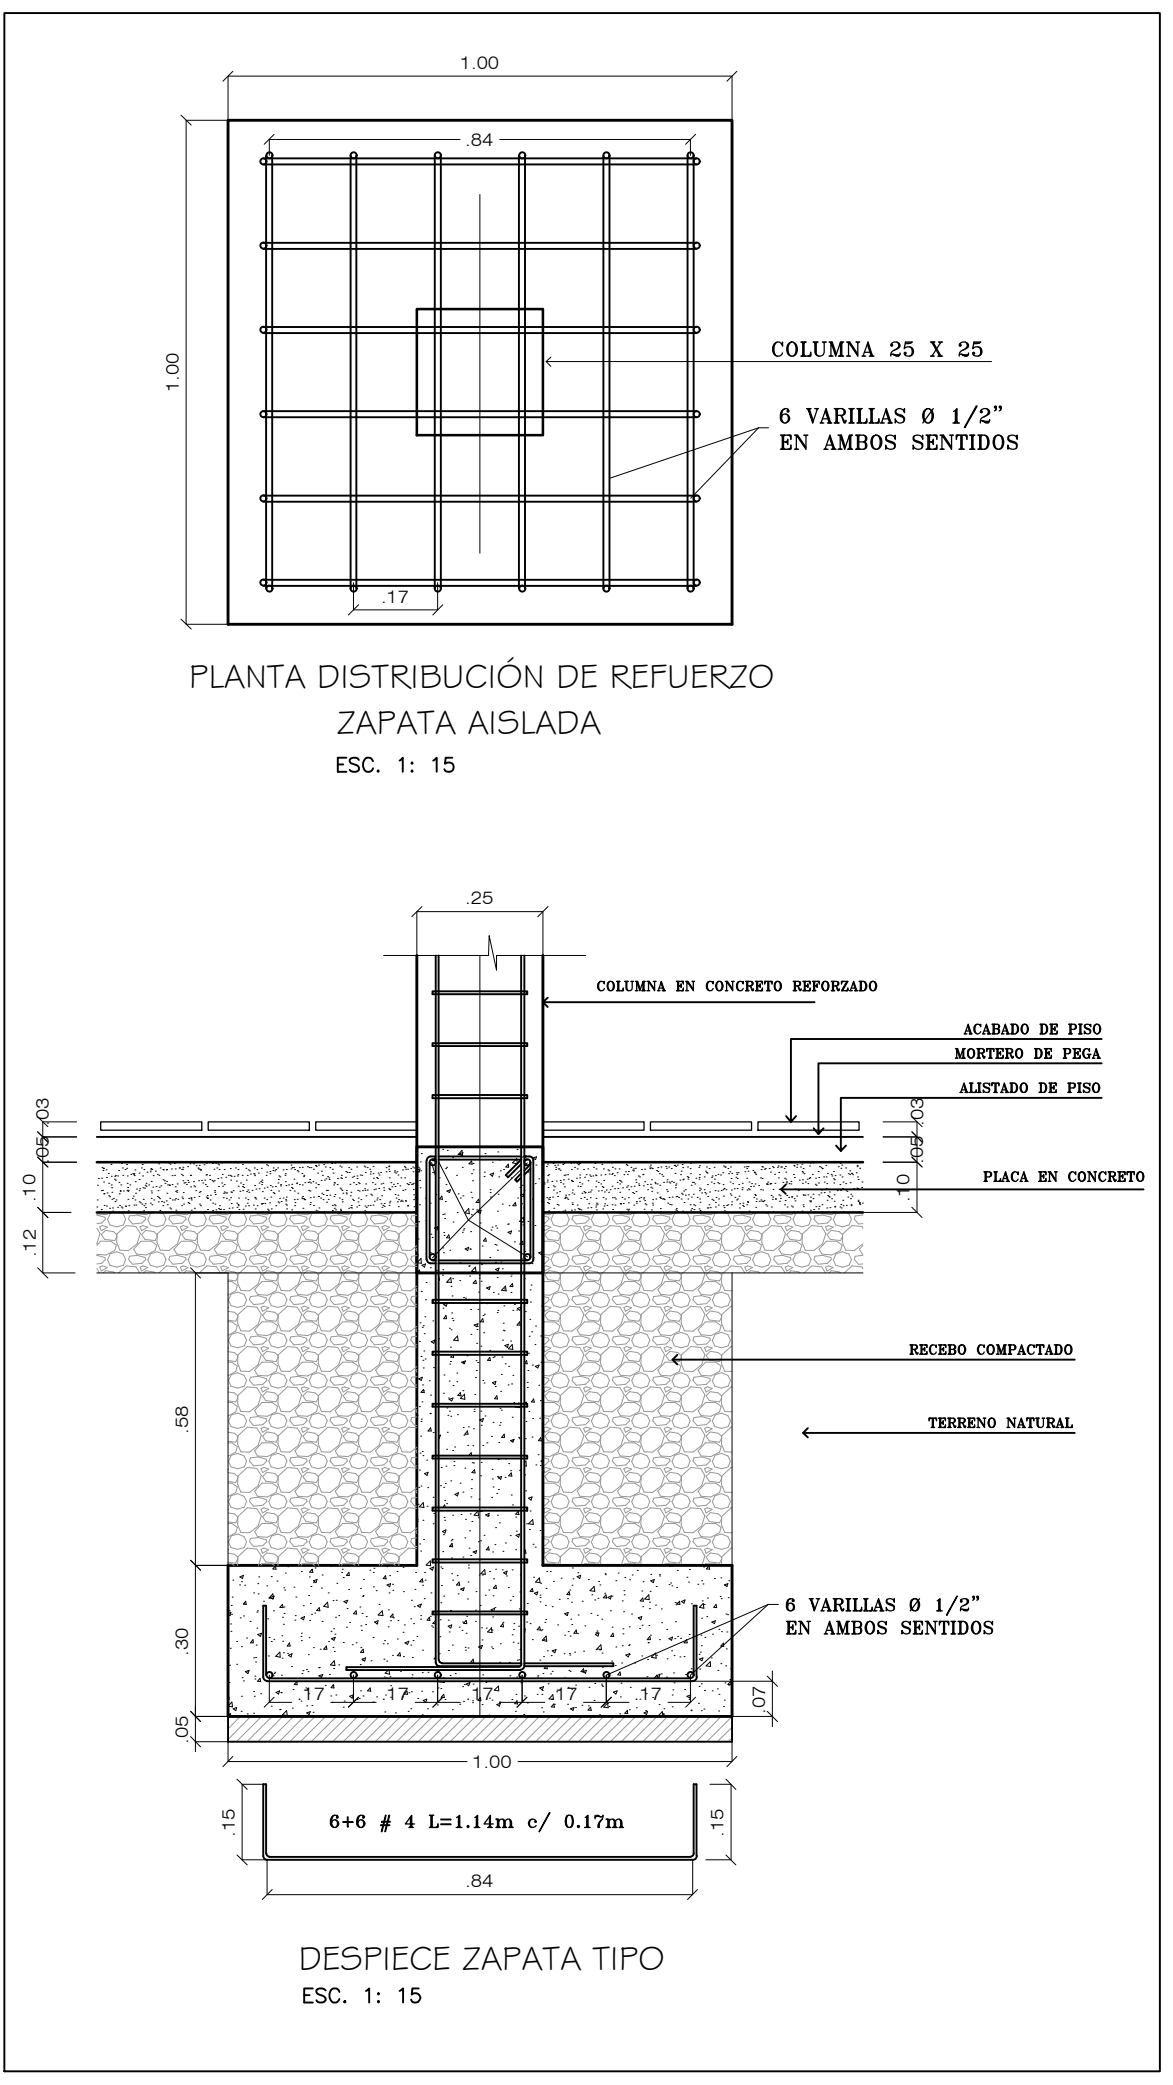 1.00
.84
1.00
COLUMNA 25 X 25
6 VARILLAS Ø 1/2"
EN AMBOS SENTIDOS
.17
PLANTA DISTRIBUCIÓN DE REFUERZO
ZAPATA AISLADA
ESC. 1: 15
.25
COLUMNA EN CONCRETO REFORZADO
ACABADO DE PISO
MORTERO DE PEGA
ALISTADO DE PISO
.03
.05
.10
.12
.03
.05
.10
PLACA EN CONCRETO
RECEBO COMPACTADO
TERRENO NATURAL
.58
6 VARILLAS Ø 1/2"
EN AMBOS SENTIDOS
.30
.17 .17 .17 .17 .17
.07
.05
1.00
.15
6+6 # 4 L=1.14m c/ 0.17m
.15
.84
DESPIECE ZAPATA TIPO
ESC. 1: 15